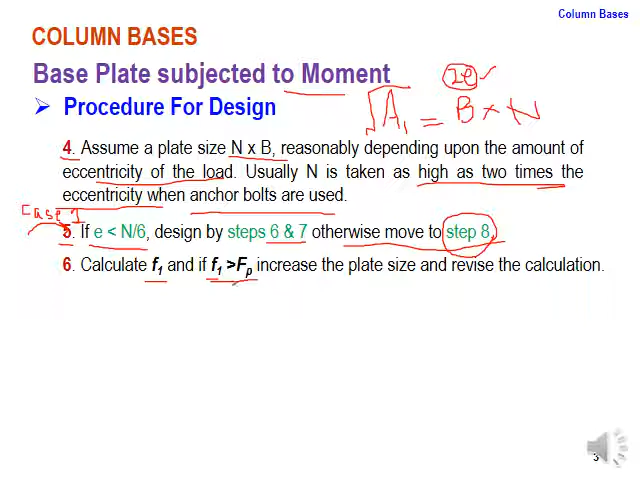 Column Bases
COLUMN BASES
Base Plate subjected to Moment
2e
➢ Procedure For Design
√A₁ = B × N
4. Assume a plate size N x B, reasonably depending upon the amount of
eccentricity of the load. Usually N is taken as high as two times the
eccentricity when anchor bolts are used.
Case 1
5. If e < N/6, design by steps 6 & 7 otherwise move to step 8.
6. Calculate f₁ and if f₁ >Fₚ increase the plate size and revise the calculation.
3